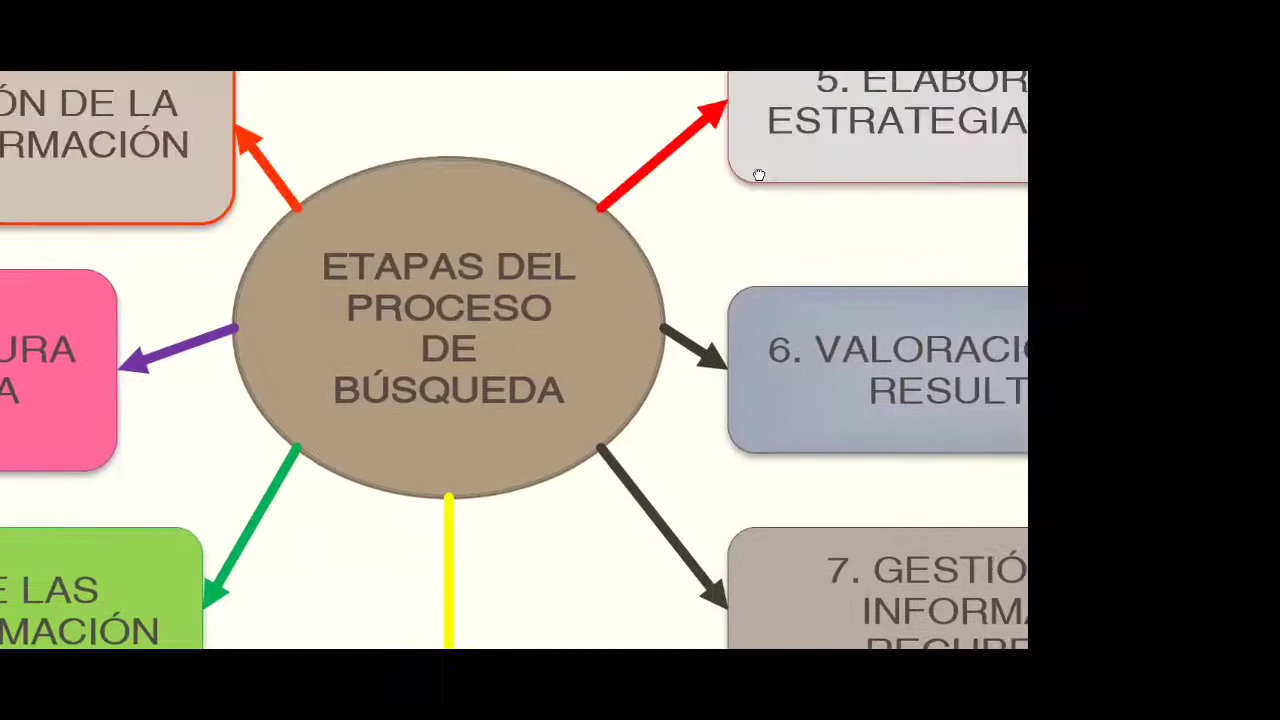 ÓN DE LA
RMACIÓN
URA
A
E LAS
MACIÓN
ETAPAS DEL
PROCESO
DE
BÚSQUEDA
5. ELABOR
ESTRATEGIA
6. VALORACI
RESULT
7. GESTIÓ
INFORM
RECUPE